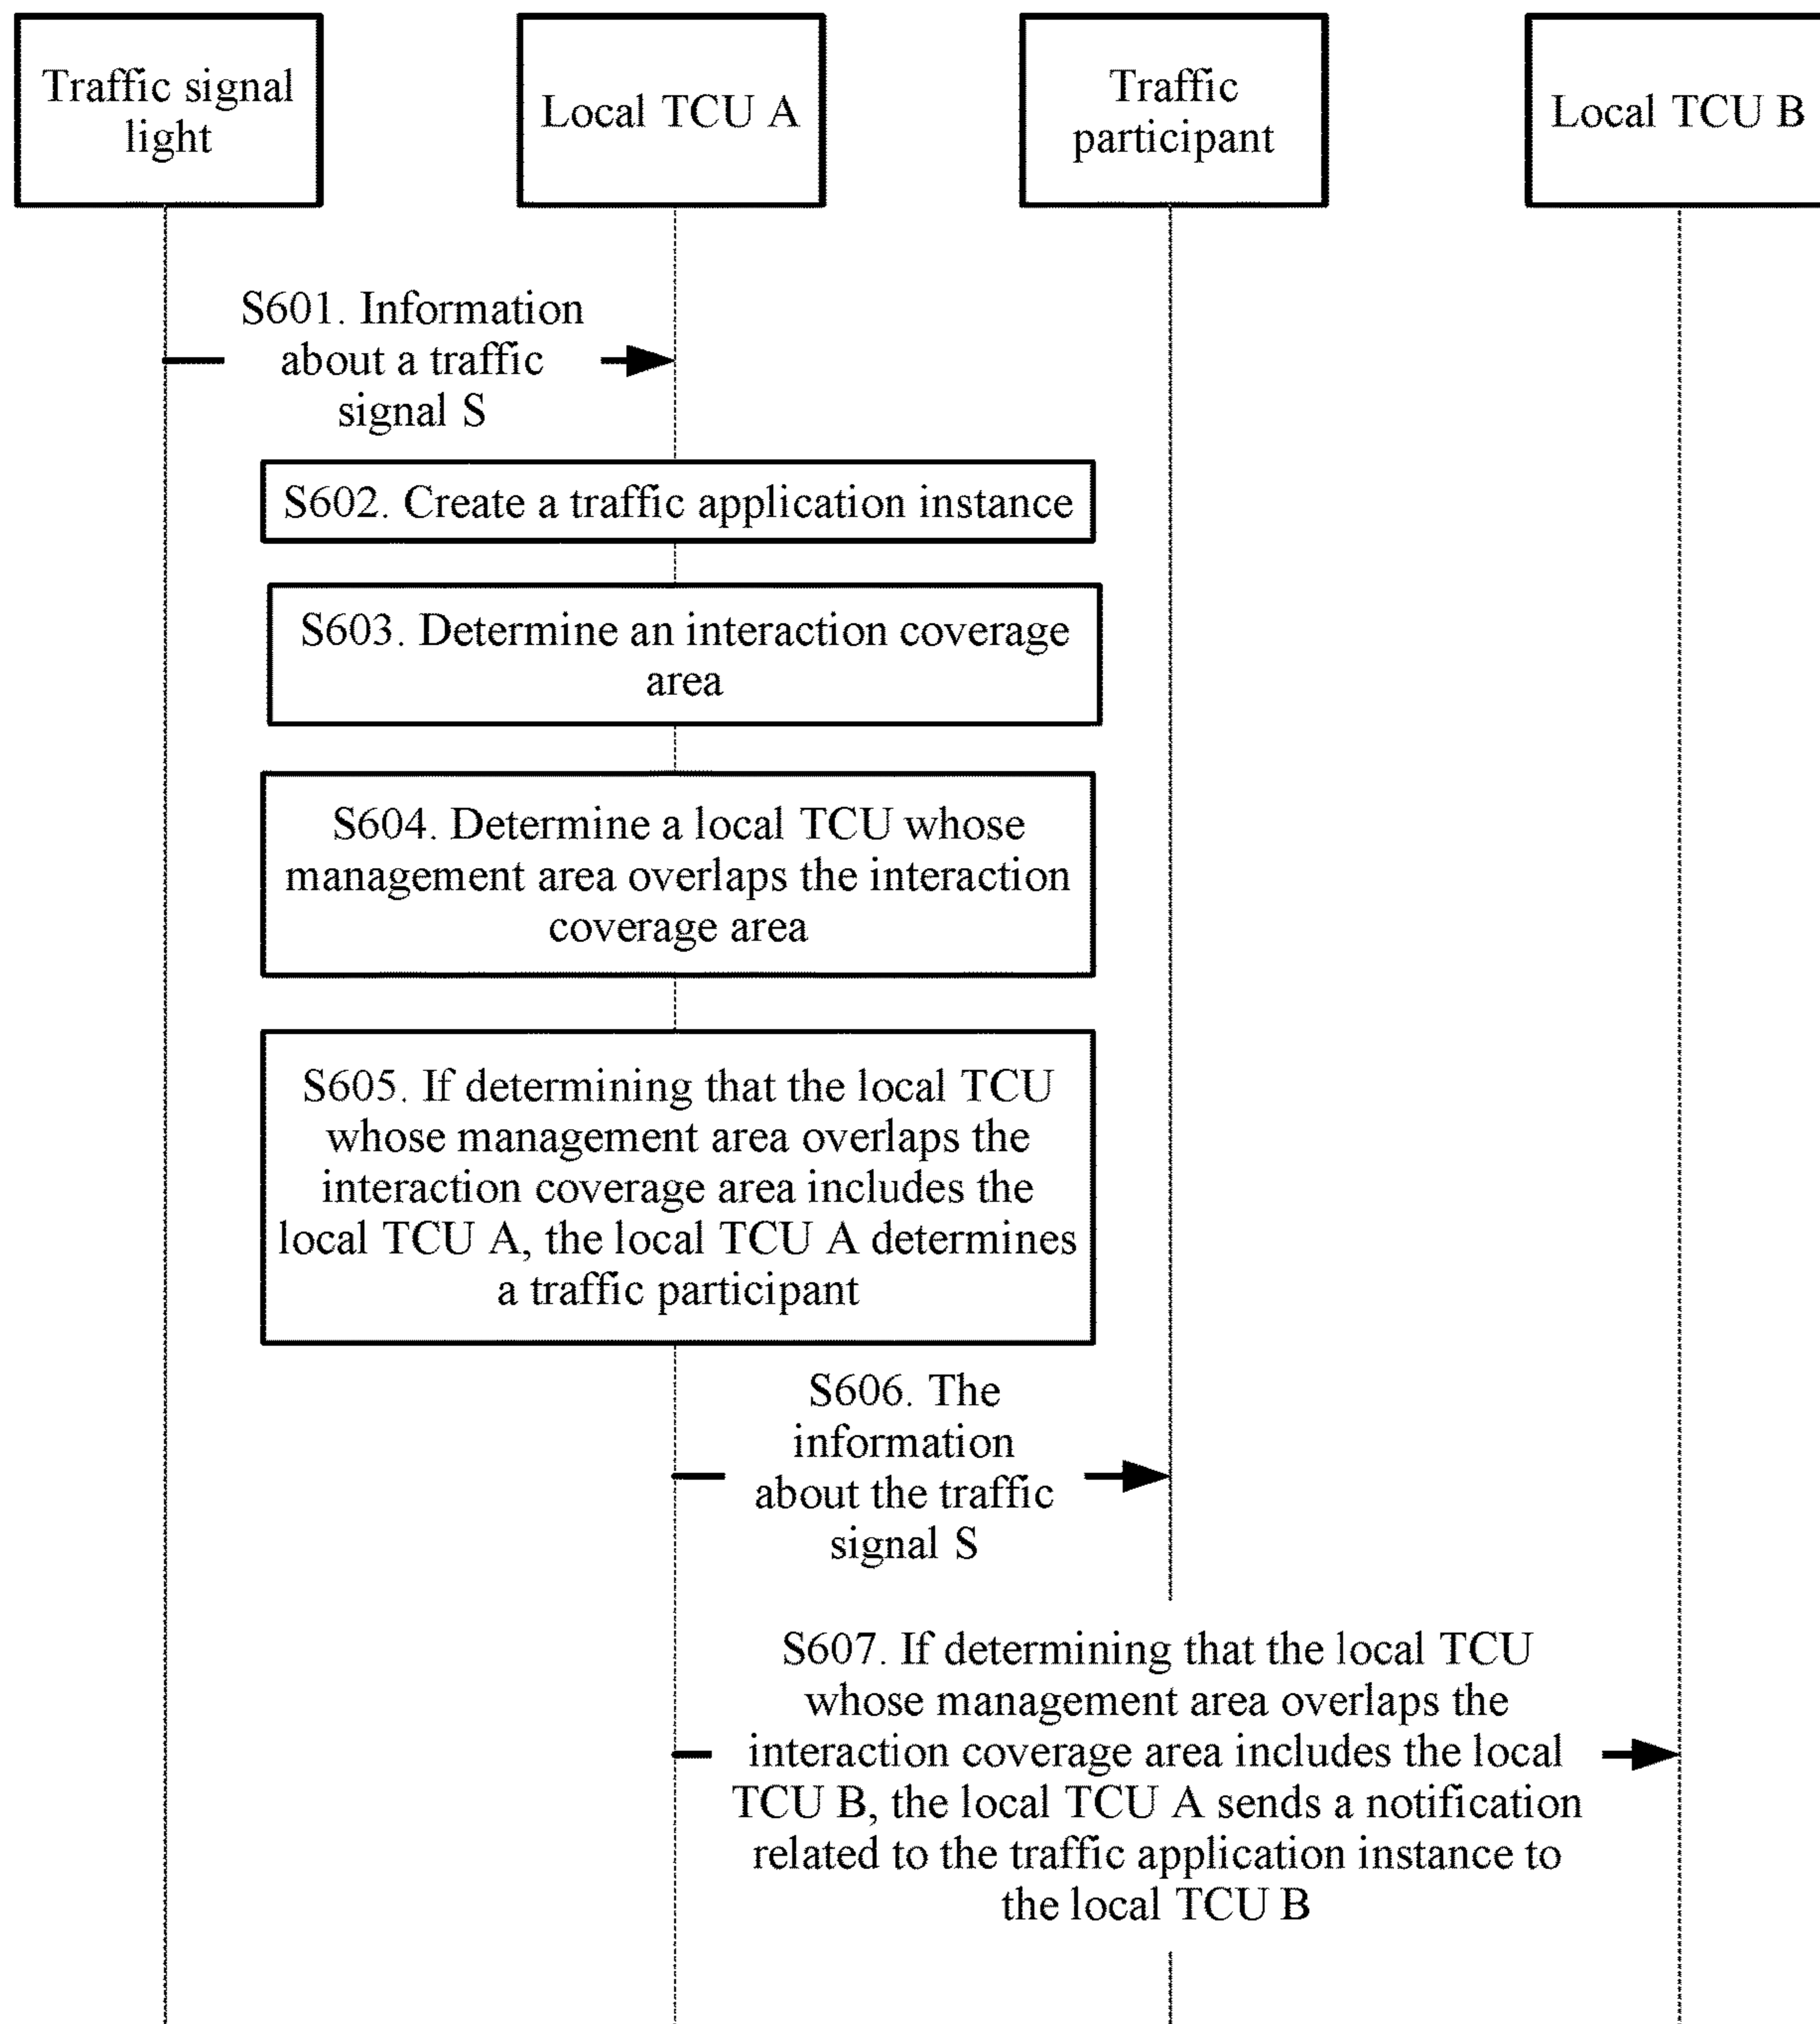 Traffic signal
light
Local TCU A
Traffic
participant
Local TCU B
S601. Information
about a traffic
signal S
S602. Create a traffic application instance
S603. Determine an interaction coverage
area
S604. Determine a local TCU whose
management area overlaps the interaction
coverage area
S605. If determining that the local TCU
whose management area overlaps the
interaction coverage area includes the
local TCU A, the local TCU A determines
a traffic participant
S606. The
information
about the traffic
signal S
S607. If determining that the local TCU
whose management area overlaps the
interaction coverage area includes the local
TCU B, the local TCU A sends a notification
related to the traffic application instance to
the local TCU B